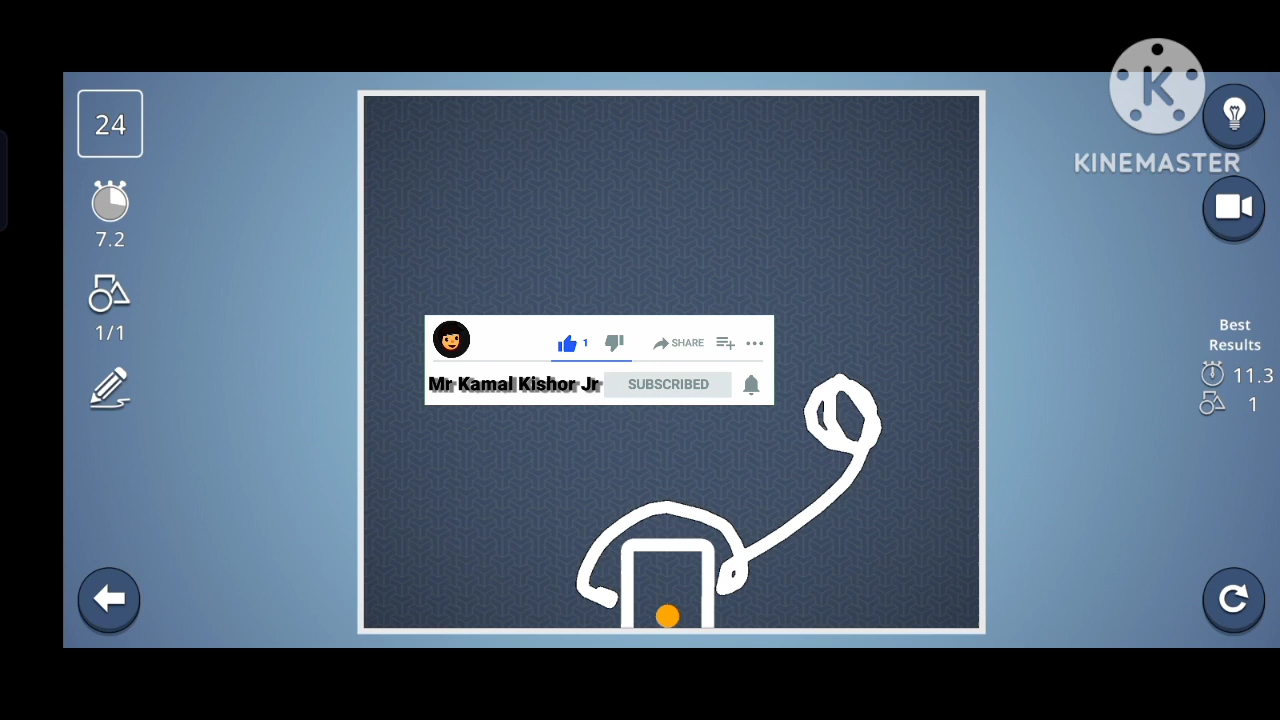 24
7.2
1/1
KINEMASTER
Best
Results
11.3
1
1
SHARE
Mr Kamal Kishor Jr
SUBSCRIBED